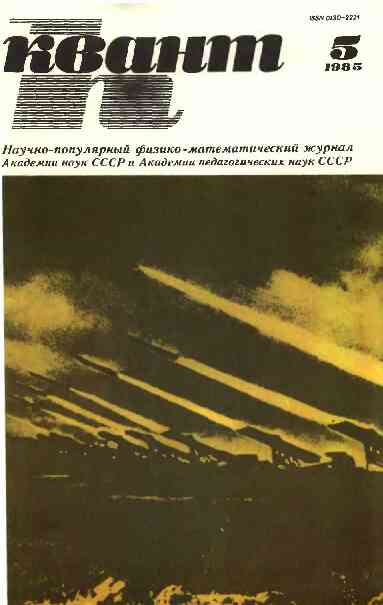 ISSN 0130-2221
квант
5
1985
Научно-популярный физико-математический журнал
Академии наук СССР и Академии педагогических наук СССР